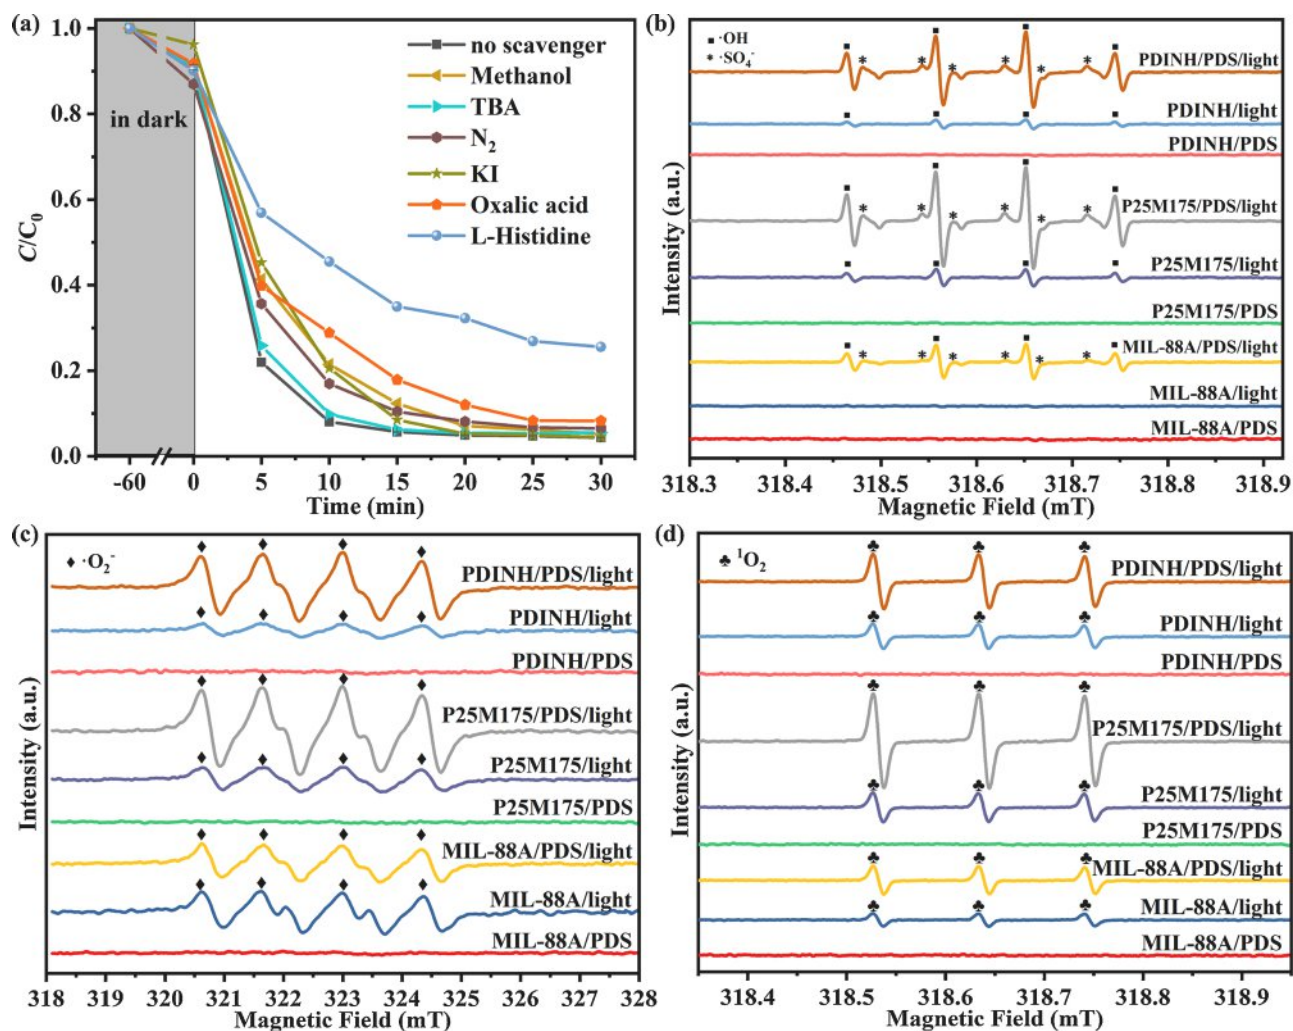 (a)
1.0
0.8
0.6
0.4
0.2
0.0
C/C₀
in dark
no scavenger
Methanol
TBA
N₂
KI
Oxalic acid
L-Histidine
-60
0
5
10
15
20
25
30
Time (min)
(b)
·OH
·SO₄⁻
PDINH/PDS/light
PDINH/light
PDINH/PDS
P25M175/PDS/light
P25M175/light
P25M175/PDS
MIL-88A/PDS/light
MIL-88A/light
MIL-88A/PDS
Intensity (a.u.)
318.3
318.4
318.5
318.6
318.7
318.8
318.9
Magnetic Field (mT)
(c)
·O₂⁻
PDINH/PDS/light
PDINH/light
PDINH/PDS
P25M175/PDS/light
P25M175/light
P25M175/PDS
MIL-88A/PDS/light
MIL-88A/light
MIL-88A/PDS
Intensity (a.u.)
318
319
320
321
322
323
324
325
326
327
328
Magnetic Field (mT)
(d)
¹O₂
PDINH/PDS/light
PDINH/light
PDINH/PDS
P25M175/PDS/light
P25M175/light
P25M175/PDS
MIL-88A/PDS/light
MIL-88A/light
MIL-88A/PDS
Intensity (a.u.)
318.4
318.5
318.6
318.7
318.8
318.9
Magnetic Field (mT)